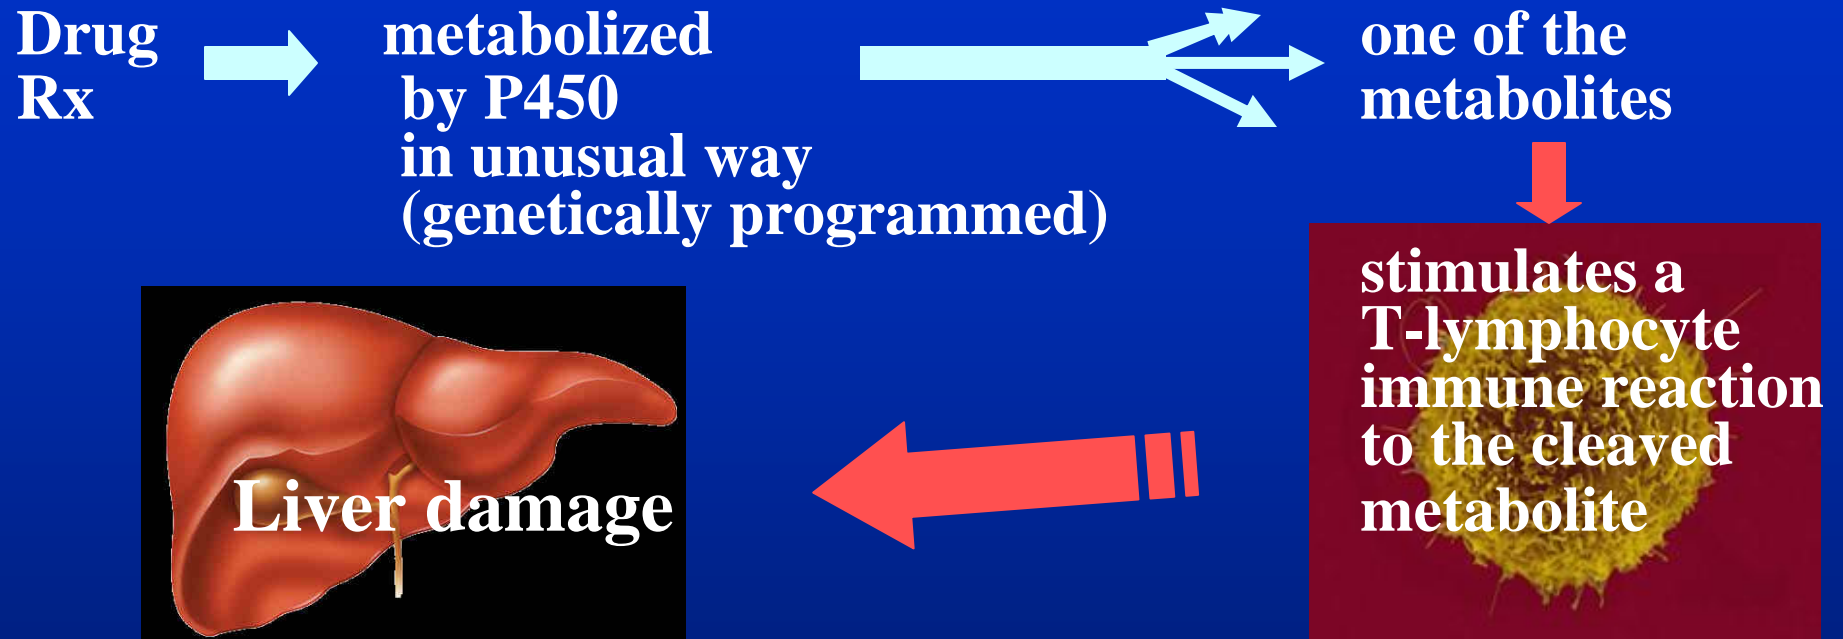 Drug
Rx
metabolized
by P450
in unusual way
(genetically programmed)
one of the
metabolites
stimulates a
T-lymphocyte
immune reaction
to the cleaved
metabolite
Liver damage